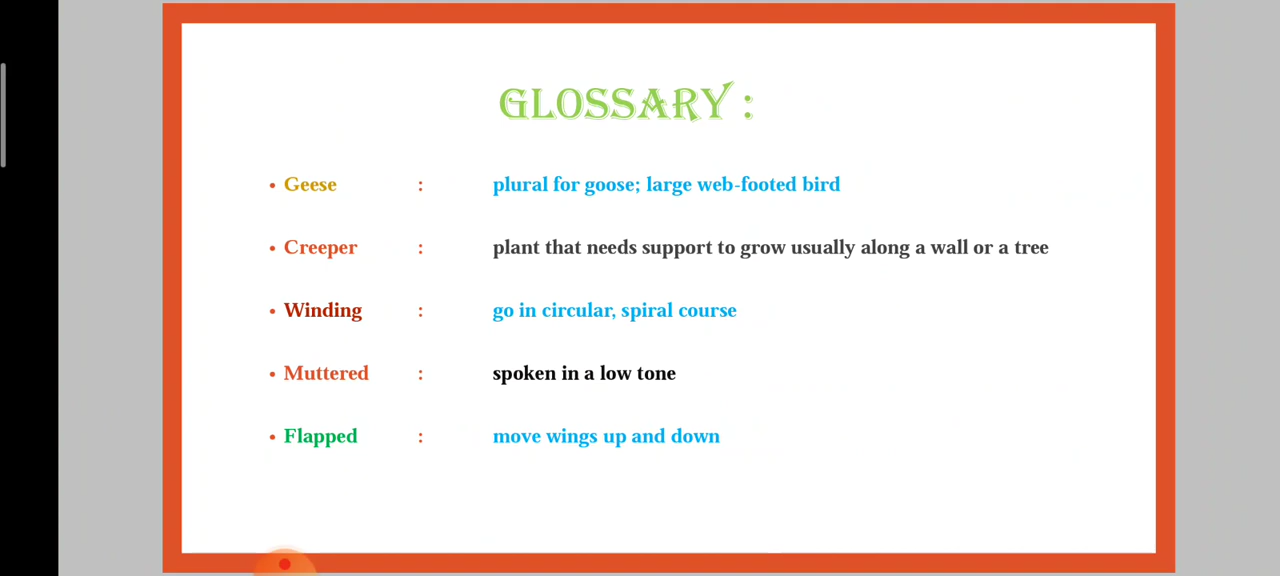 GLOSSARY :
• Geese : plural for goose; large web-footed bird
• Creeper : plant that needs support to grow usually along a wall or a tree
• Winding : go in circular, spiral course
• Muttered : spoken in a low tone
• Flapped : move wings up and down